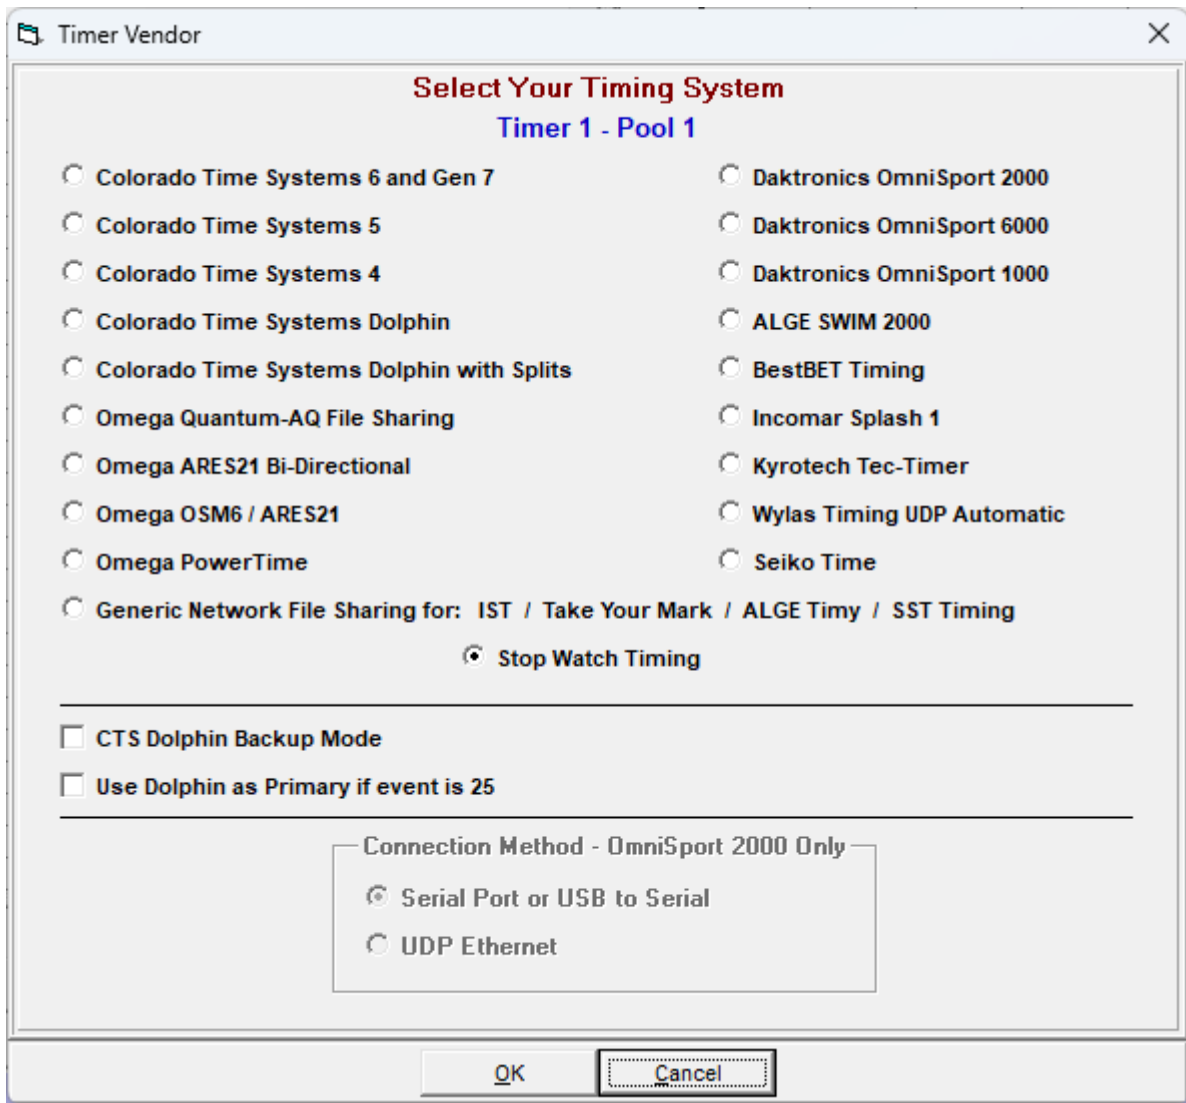 Timer Vendor
Select Your Timing System
Timer 1 - Pool 1
Colorado Time Systems 6 and Gen 7
Daktronics OmniSport 2000
Colorado Time Systems 5
Daktronics OmniSport 6000
Colorado Time Systems 4
Daktronics OmniSport 1000
Colorado Time Systems Dolphin
ALGE SWIM 2000
Colorado Time Systems Dolphin with Splits
BestBET Timing
Omega Quantum-AQ File Sharing
Incomar Splash 1
Omega ARES21 Bi-Directional
Kyrotech Tec-Timer
Omega OSM6 / ARES21
Wylas Timing UDP Automatic
Omega PowerTime
Seiko Time
Generic Network File Sharing for: IST / Take Your Mark / ALGE Timy / SST Timing
Stop Watch Timing
CTS Dolphin Backup Mode
Use Dolphin as Primary if event is 25
Connection Method - OmniSport 2000 Only
Serial Port or USB to Serial
UDP Ethernet
OK
Cancel